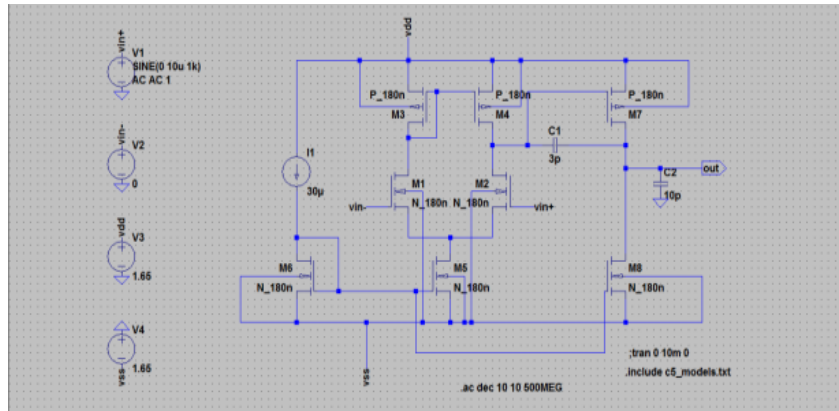 vin+
V1
SINE(0 10u 1k)
AC AC 1
vin-
V2
0
vdd
V3
1.65
V4
1.65
vss
vdd
I1
30µ
P_180n
M3
P_180n
M4
P_180n
M7
C1
3p
out
C2
10p
M1
N_180n
vin-
M2
N_180n
vin+
M6
N_180n
M5
N_180n
M8
N_180n
vss
;tran 0 10m 0
.include c5_models.txt
.ac dec 10 10 500MEG